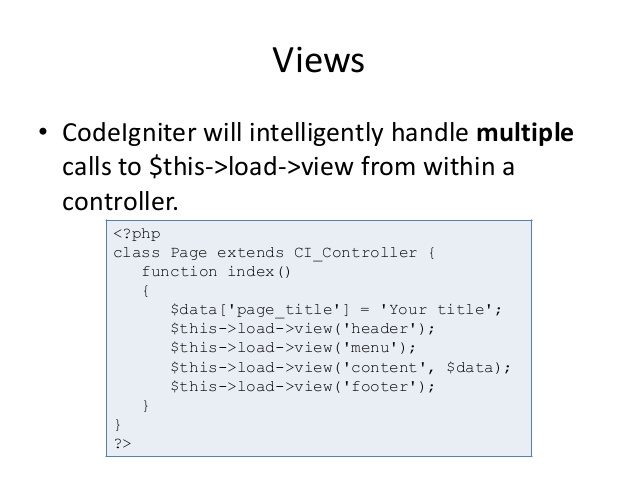 Views
• CodeIgniter will intelligently handle multiple
calls to $this->load->view from within a
controller.
<?php
class Page extends CI_Controller {
   function index()
   {
      $data['page_title'] = 'Your title';
      $this->load->view('header');
      $this->load->view('menu');
      $this->load->view('content', $data);
      $this->load->view('footer');
   }
}
?>